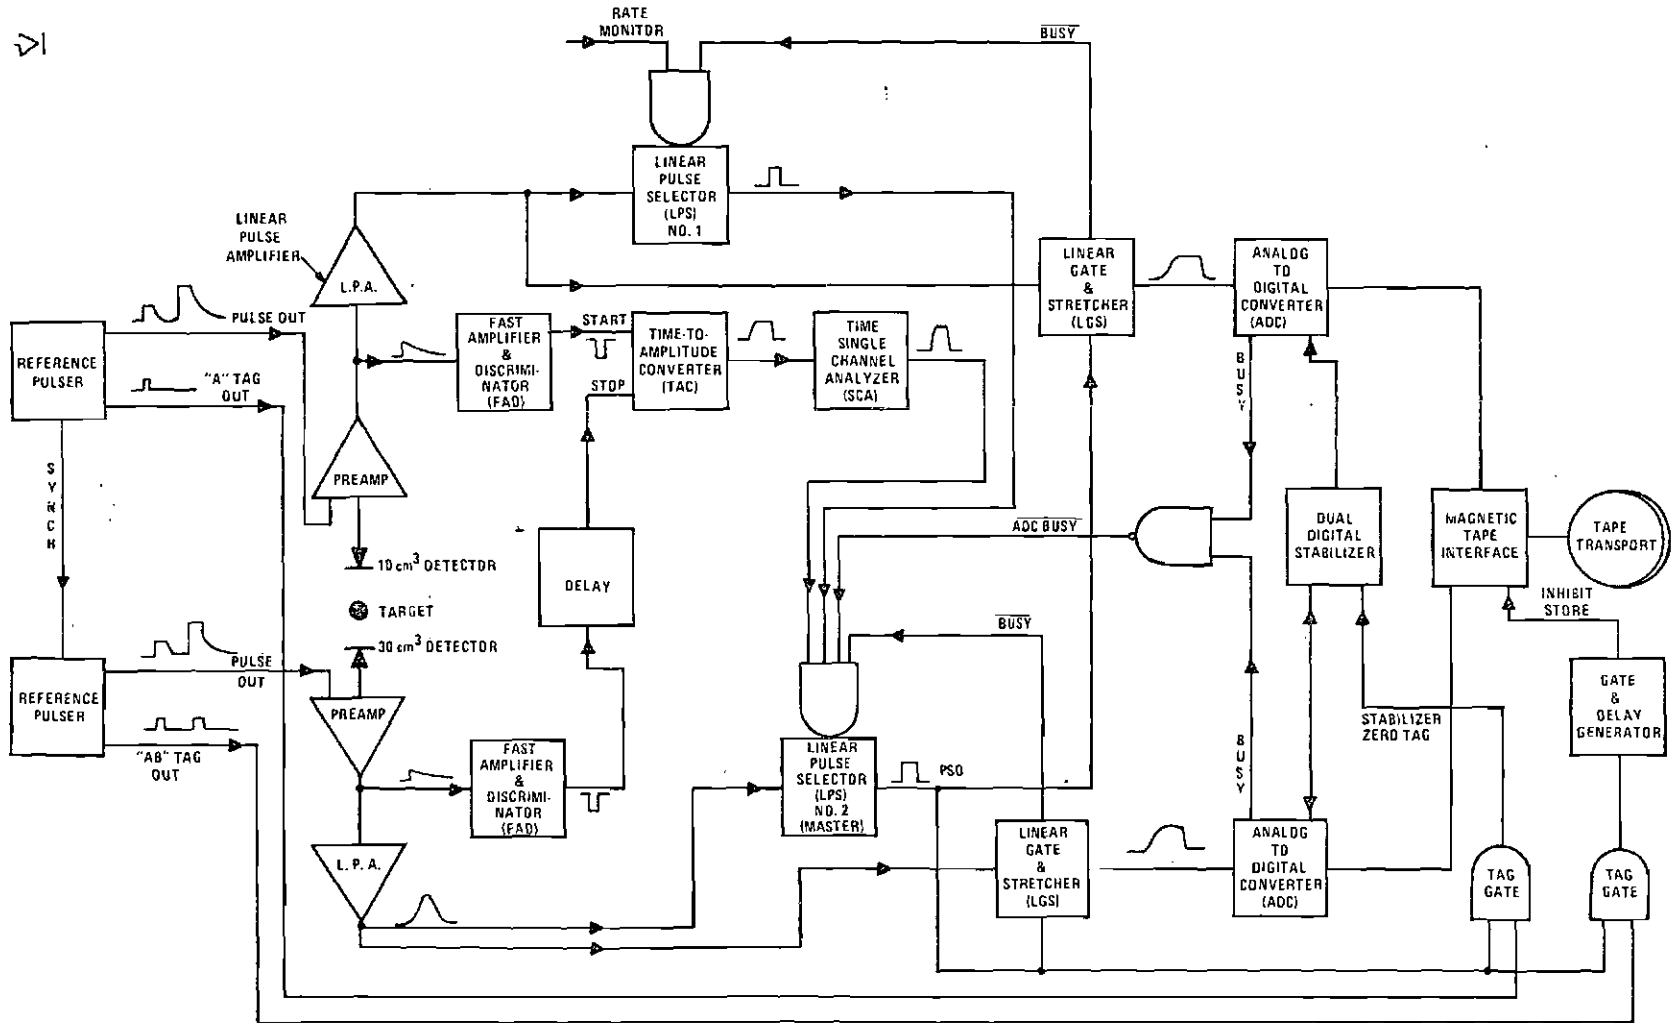 RATE
MONITOR
BUSY
LINEAR
PULSE
SELECTOR
(LPS)
NO. 1
LINEAR
PULSE
AMPLIFIER
L.P.A.
LINEAR
GATE
&
STRETCHER
(LGS)
ANALOG
TO
DIGITAL
CONVERTER
(ADC)
PULSE OUT
REFERENCE
PULSER
"A" TAG
OUT
FAST
AMPLIFIER
&
DISCRIMI-
NATOR
(FAD)
START
STOP
TIME-TO-
AMPLITUDE
CONVERTER
(TAC)
TIME
SINGLE
CHANNEL
ANALYZER
(SCA)
BUSY
SYNCH
PREAMP
10 cm³ DETECTOR
TARGET
30 cm³ DETECTOR
DELAY
ADC BUSY
DUAL
DIGITAL
STABILIZER
MAGNETIC
TAPE
INTERFACE
TAPE
TRANSPORT
INHIBIT
STORE
BUSY
REFERENCE
PULSER
PULSE
OUT
"AB" TAG
OUT
PREAMP
FAST
AMPLIFIER
&
DISCRIMI-
NATOR
(FAD)
LINEAR
PULSE
SELECTOR
(LPS)
NO. 2
(MASTER)
PSO
BUSY
STABILIZER
ZERO TAG
GATE
&
DELAY
GENERATOR
L.P.A.
LINEAR
GATE
&
STRETCHER
(LGS)
ANALOG
TO
DIGITAL
CONVERTER
(ADC)
TAG
GATE
TAG
GATE